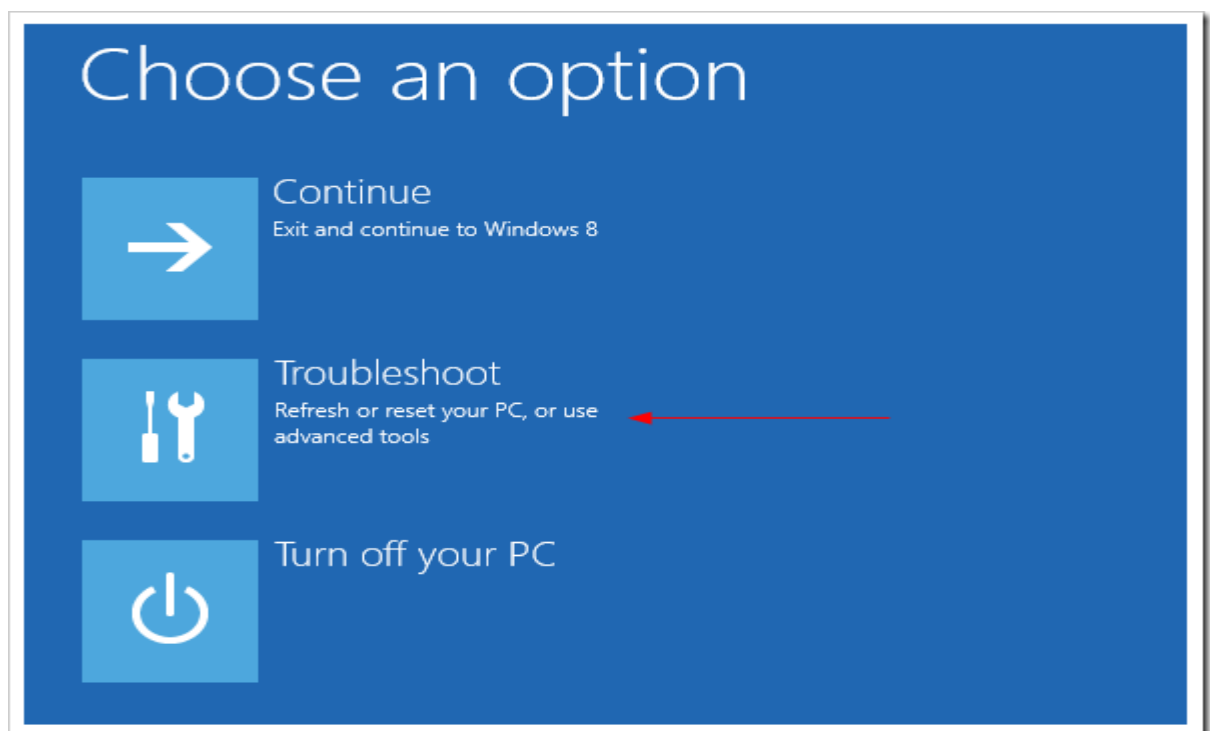 Choose an option
Continue
Exit and continue to Windows 8
Troubleshoot
Refresh or reset your PC, or use
advanced tools
Turn off your PC